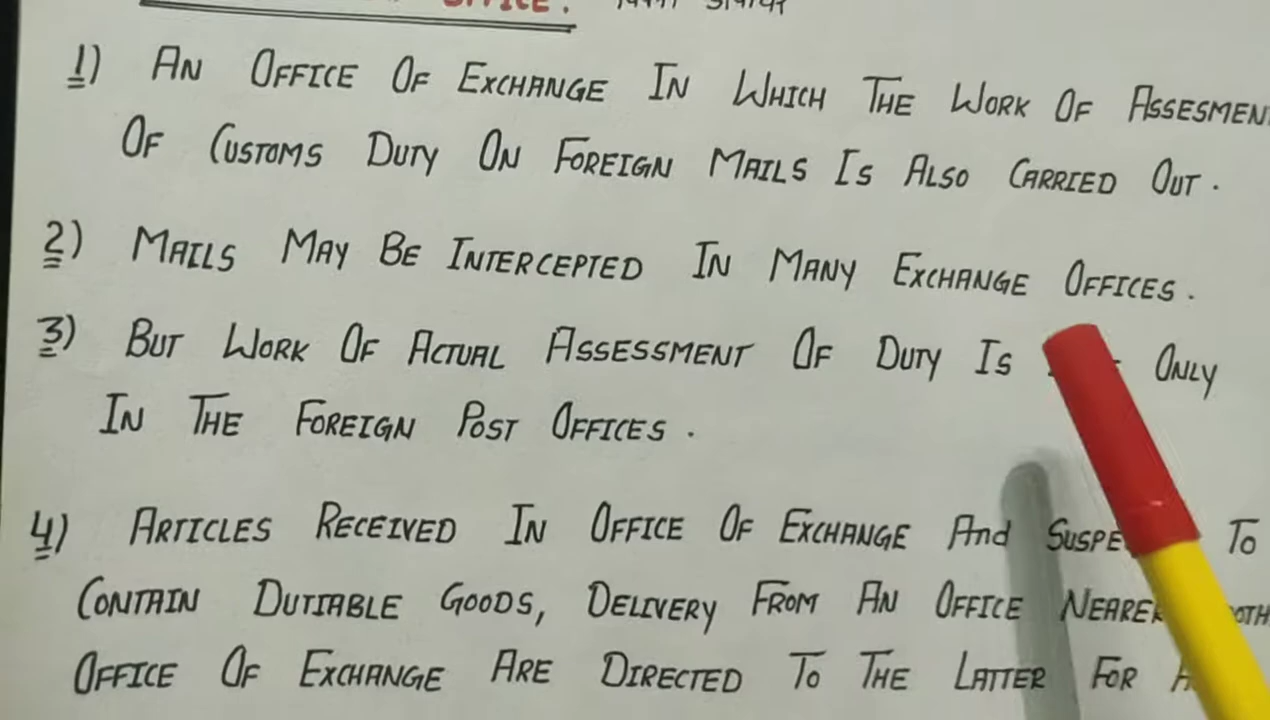 OFFICE:
1) AN OFFICE OF EXCHANGE IN WHICH THE WORK OF ASSESMEN
OF CUSTOMS DUTY ON FOREIGN MAILS IS ALSO CARRIED OUT.
2) MAILS MAY BE INTERCEPTED IN MANY EXCHANGE OFFICES.
3) BUT WORK OF ACTUAL ASSESSMENT OF DUTY IS ONLY
IN THE FOREIGN POST OFFICES.
4) ARTICLES RECEIVED IN OFFICE OF EXCHANGE And SUSPE TO
CONTAIN DUTIABLE GOODS, DELIVERY FROM AN OFFICE NEARER
OFFICE OF EXCHANGE ARE DIRECTED TO THE LATTER FOR